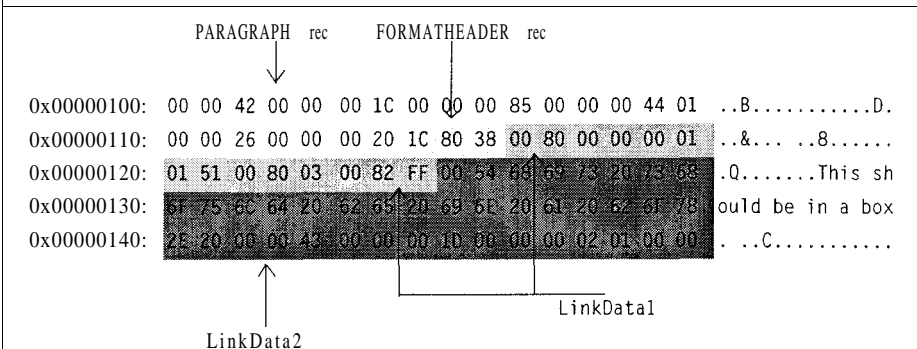 PARAGRAPH rec FORMATHEADER rec
0x00000100: 00 00 42 00 00 00 1C 00 00 00 85 00 00 00 44 01 ..B...........D.
0x00000110: 00 00 26 00 00 00 20 1C 80 38 00 80 00 00 00 01 ..&... ..8......
0x00000120: 01 51 00 80 03 00 82 FF 00 54 68 69 73 20 73 68 .Q.......This sh
0x00000130: 6F 75 6C 64 20 62 65 20 69 6E 20 61 20 62 6F 78 ould be in a box
0x00000140: 2E 20 00 00 43 00 00 00 1D 00 00 00 02 01 00 00 . ..C...........
LinkData1
LinkData2